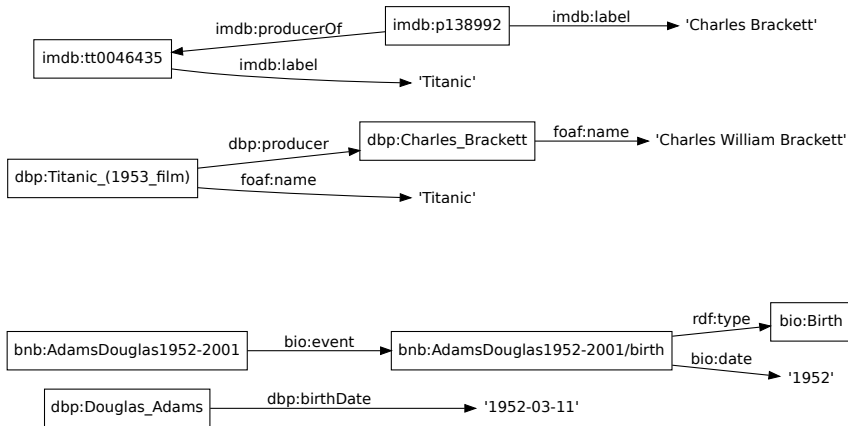 imdb:p138992
imdb:label
'Charles Brackett'
imdb:producerOf
imdb:tt0046435
imdb:label
'Titanic'
dbp:producer
dbp:Charles_Brackett
foaf:name
'Charles William Brackett'
dbp:Titanic_(1953_film)
foaf:name
'Titanic'
bnb:AdamsDouglas1952-2001
bio:event
bnb:AdamsDouglas1952-2001/birth
rdf:type
bio:Birth
bio:date
'1952'
dbp:Douglas_Adams
dbp:birthDate
'1952-03-11'